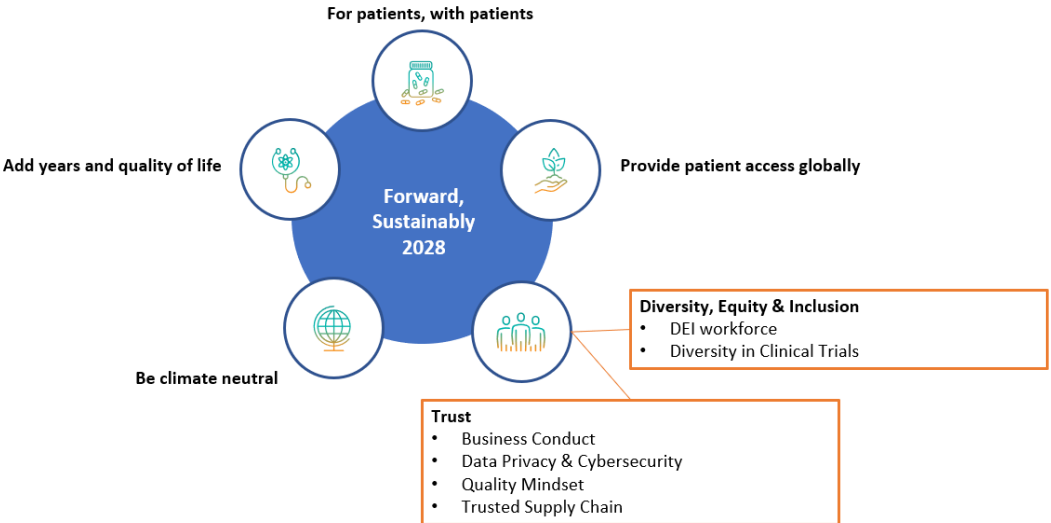 For patients, with patients
Add years and quality of life
Provide patient access globally
Forward,
Sustainably
2028
Be climate neutral
Diversity, Equity & Inclusion
• DEI workforce
• Diversity in Clinical Trials
Trust
• Business Conduct
• Data Privacy & Cybersecurity
• Quality Mindset
• Trusted Supply Chain